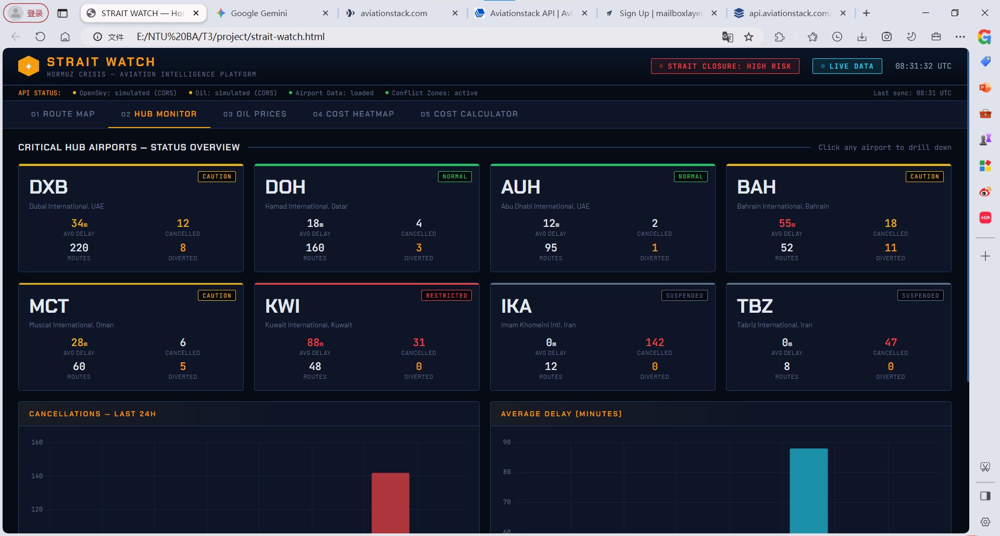 登录
STRAIT WATCH — Hor
Google Gemini
aviationstack.com
Aviationstack API | Avi
Sign Up | mailboxlayer
api.aviationstack.com/
文件
E:/NTU%20BA/T3/project/strait-watch.html
STRAIT WATCH
HORMUZ CRISIS — AVIATION INTELLIGENCE PLATFORM
STRAIT CLOSURE: HIGH RISK
LIVE DATA
08:31:32 UTC
API STATUS:
OpenSky: simulated (CORS)
Oil: simulated (CORS)
Airport Data: loaded
Conflict Zones: active
Last sync: 08:31 UTC
01 ROUTE MAP
02 HUB MONITOR
03 OIL PRICES
04 COST HEATMAP
05 COST CALCULATOR
CRITICAL HUB AIRPORTS — STATUS OVERVIEW
Click any airport to drill down
CAUTION
DXB
Dubai International, UAE
34m
12
AVG DELAY
CANCELLED
220
8
ROUTES
DIVERTED
NORMAL
DOH
Hamad International, Qatar
18m
4
AVG DELAY
CANCELLED
160
3
ROUTES
DIVERTED
NORMAL
AUH
Abu Dhabi International, UAE
12m
2
AVG DELAY
CANCELLED
95
1
ROUTES
DIVERTED
CAUTION
BAH
Bahrain International, Bahrain
55m
18
AVG DELAY
CANCELLED
52
11
ROUTES
DIVERTED
CAUTION
MCT
Muscat International, Oman
28m
6
AVG DELAY
CANCELLED
60
5
ROUTES
DIVERTED
RESTRICTED
KWI
Kuwait International, Kuwait
88m
31
AVG DELAY
CANCELLED
48
0
ROUTES
DIVERTED
SUSPENDED
IKA
Imam Khomeini Intl, Iran
0m
142
AVG DELAY
CANCELLED
12
0
ROUTES
DIVERTED
SUSPENDED
TBZ
Tabriz International, Iran
0m
47
AVG DELAY
CANCELLED
8
0
ROUTES
DIVERTED
CANCELLATIONS — LAST 24H
160
140
120
AVERAGE DELAY (MINUTES)
90
80
70
60